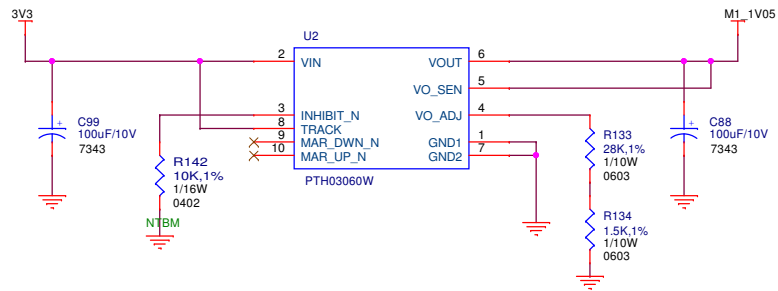 3V3
M1_1V05
U2
2
VIN
VOUT
6
VO_SEN
5
3
INHIBIT_N
VO_ADJ
4
8
TRACK
9
MAR_DWN_N
GND1
1
10
MAR_UP_N
GND2
7
PTH03060W
C99
100uF/10V
7343
R142
10K,1%
1/16W
0402
NTBM
R133
28K,1%
1/10W
0603
R134
1.5K,1%
1/10W
0603
C88
100uF/10V
7343